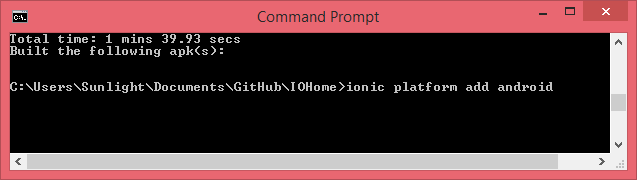 Command Prompt
Total time: 1 mins 39.93 secs
Built the following apk(s):
C:\Users\Sunlight\Documents\GitHub\IOHome>ionic platform add android